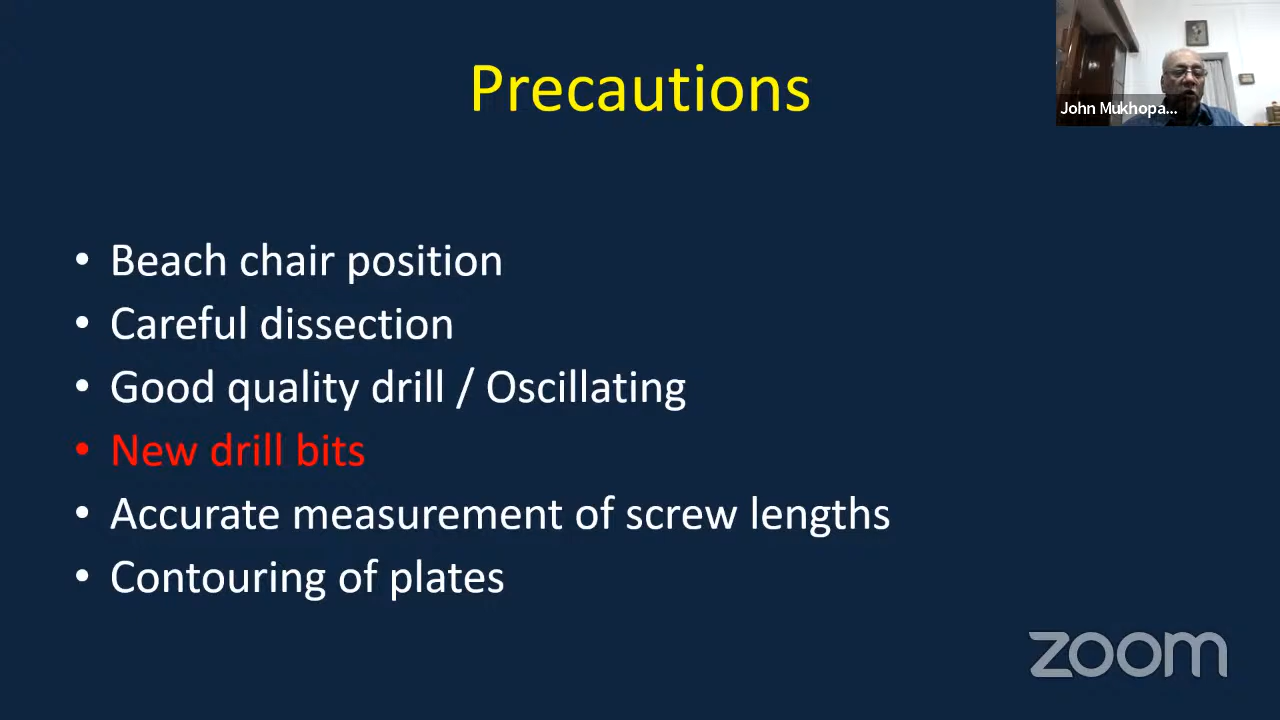 Precautions
John Mukhopa...
• Beach chair position
• Careful dissection
• Good quality drill / Oscillating
• New drill bits
• Accurate measurement of screw lengths
• Contouring of plates
zoom